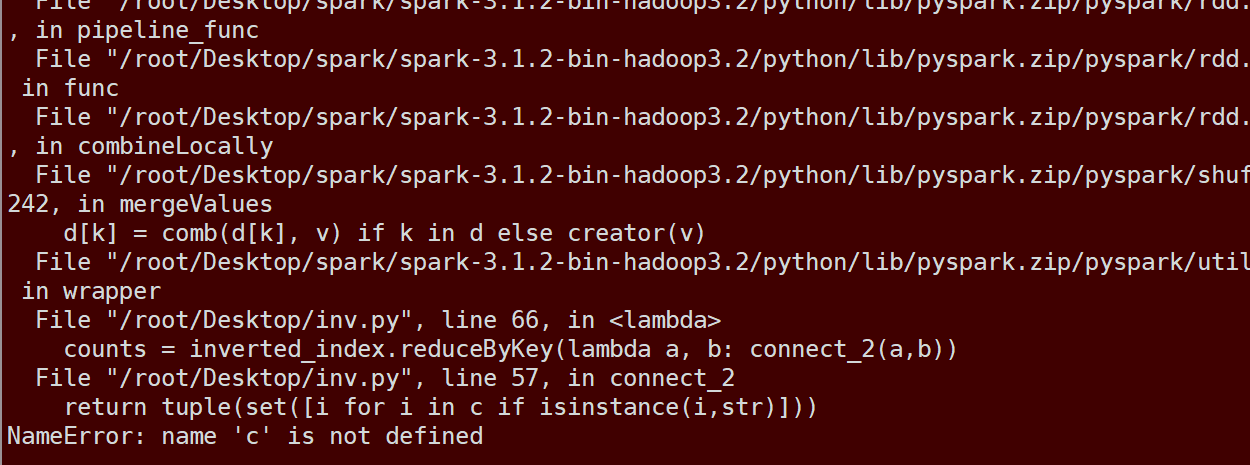 File "/root/Desktop/spark/spark-3.1.2-bin-hadoop3.2/python/lib/pyspark.zip/pyspark/rdd.
, in pipeline_func
File "/root/Desktop/spark/spark-3.1.2-bin-hadoop3.2/python/lib/pyspark.zip/pyspark/rdd.
in func
File "/root/Desktop/spark/spark-3.1.2-bin-hadoop3.2/python/lib/pyspark.zip/pyspark/rdd.
, in combineLocally
File "/root/Desktop/spark/spark-3.1.2-bin-hadoop3.2/python/lib/pyspark.zip/pyspark/shuf
242, in mergeValues
d[k] = comb(d[k], v) if k in d else creator(v)
File "/root/Desktop/spark/spark-3.1.2-bin-hadoop3.2/python/lib/pyspark.zip/pyspark/util
in wrapper
File "/root/Desktop/inv.py", line 66, in <lambda>
counts = inverted_index.reduceByKey(lambda a, b: connect_2(a,b))
File "/root/Desktop/inv.py", line 57, in connect_2
return tuple(set([i for i in c if isinstance(i,str)]))
NameError: name 'c' is not defined